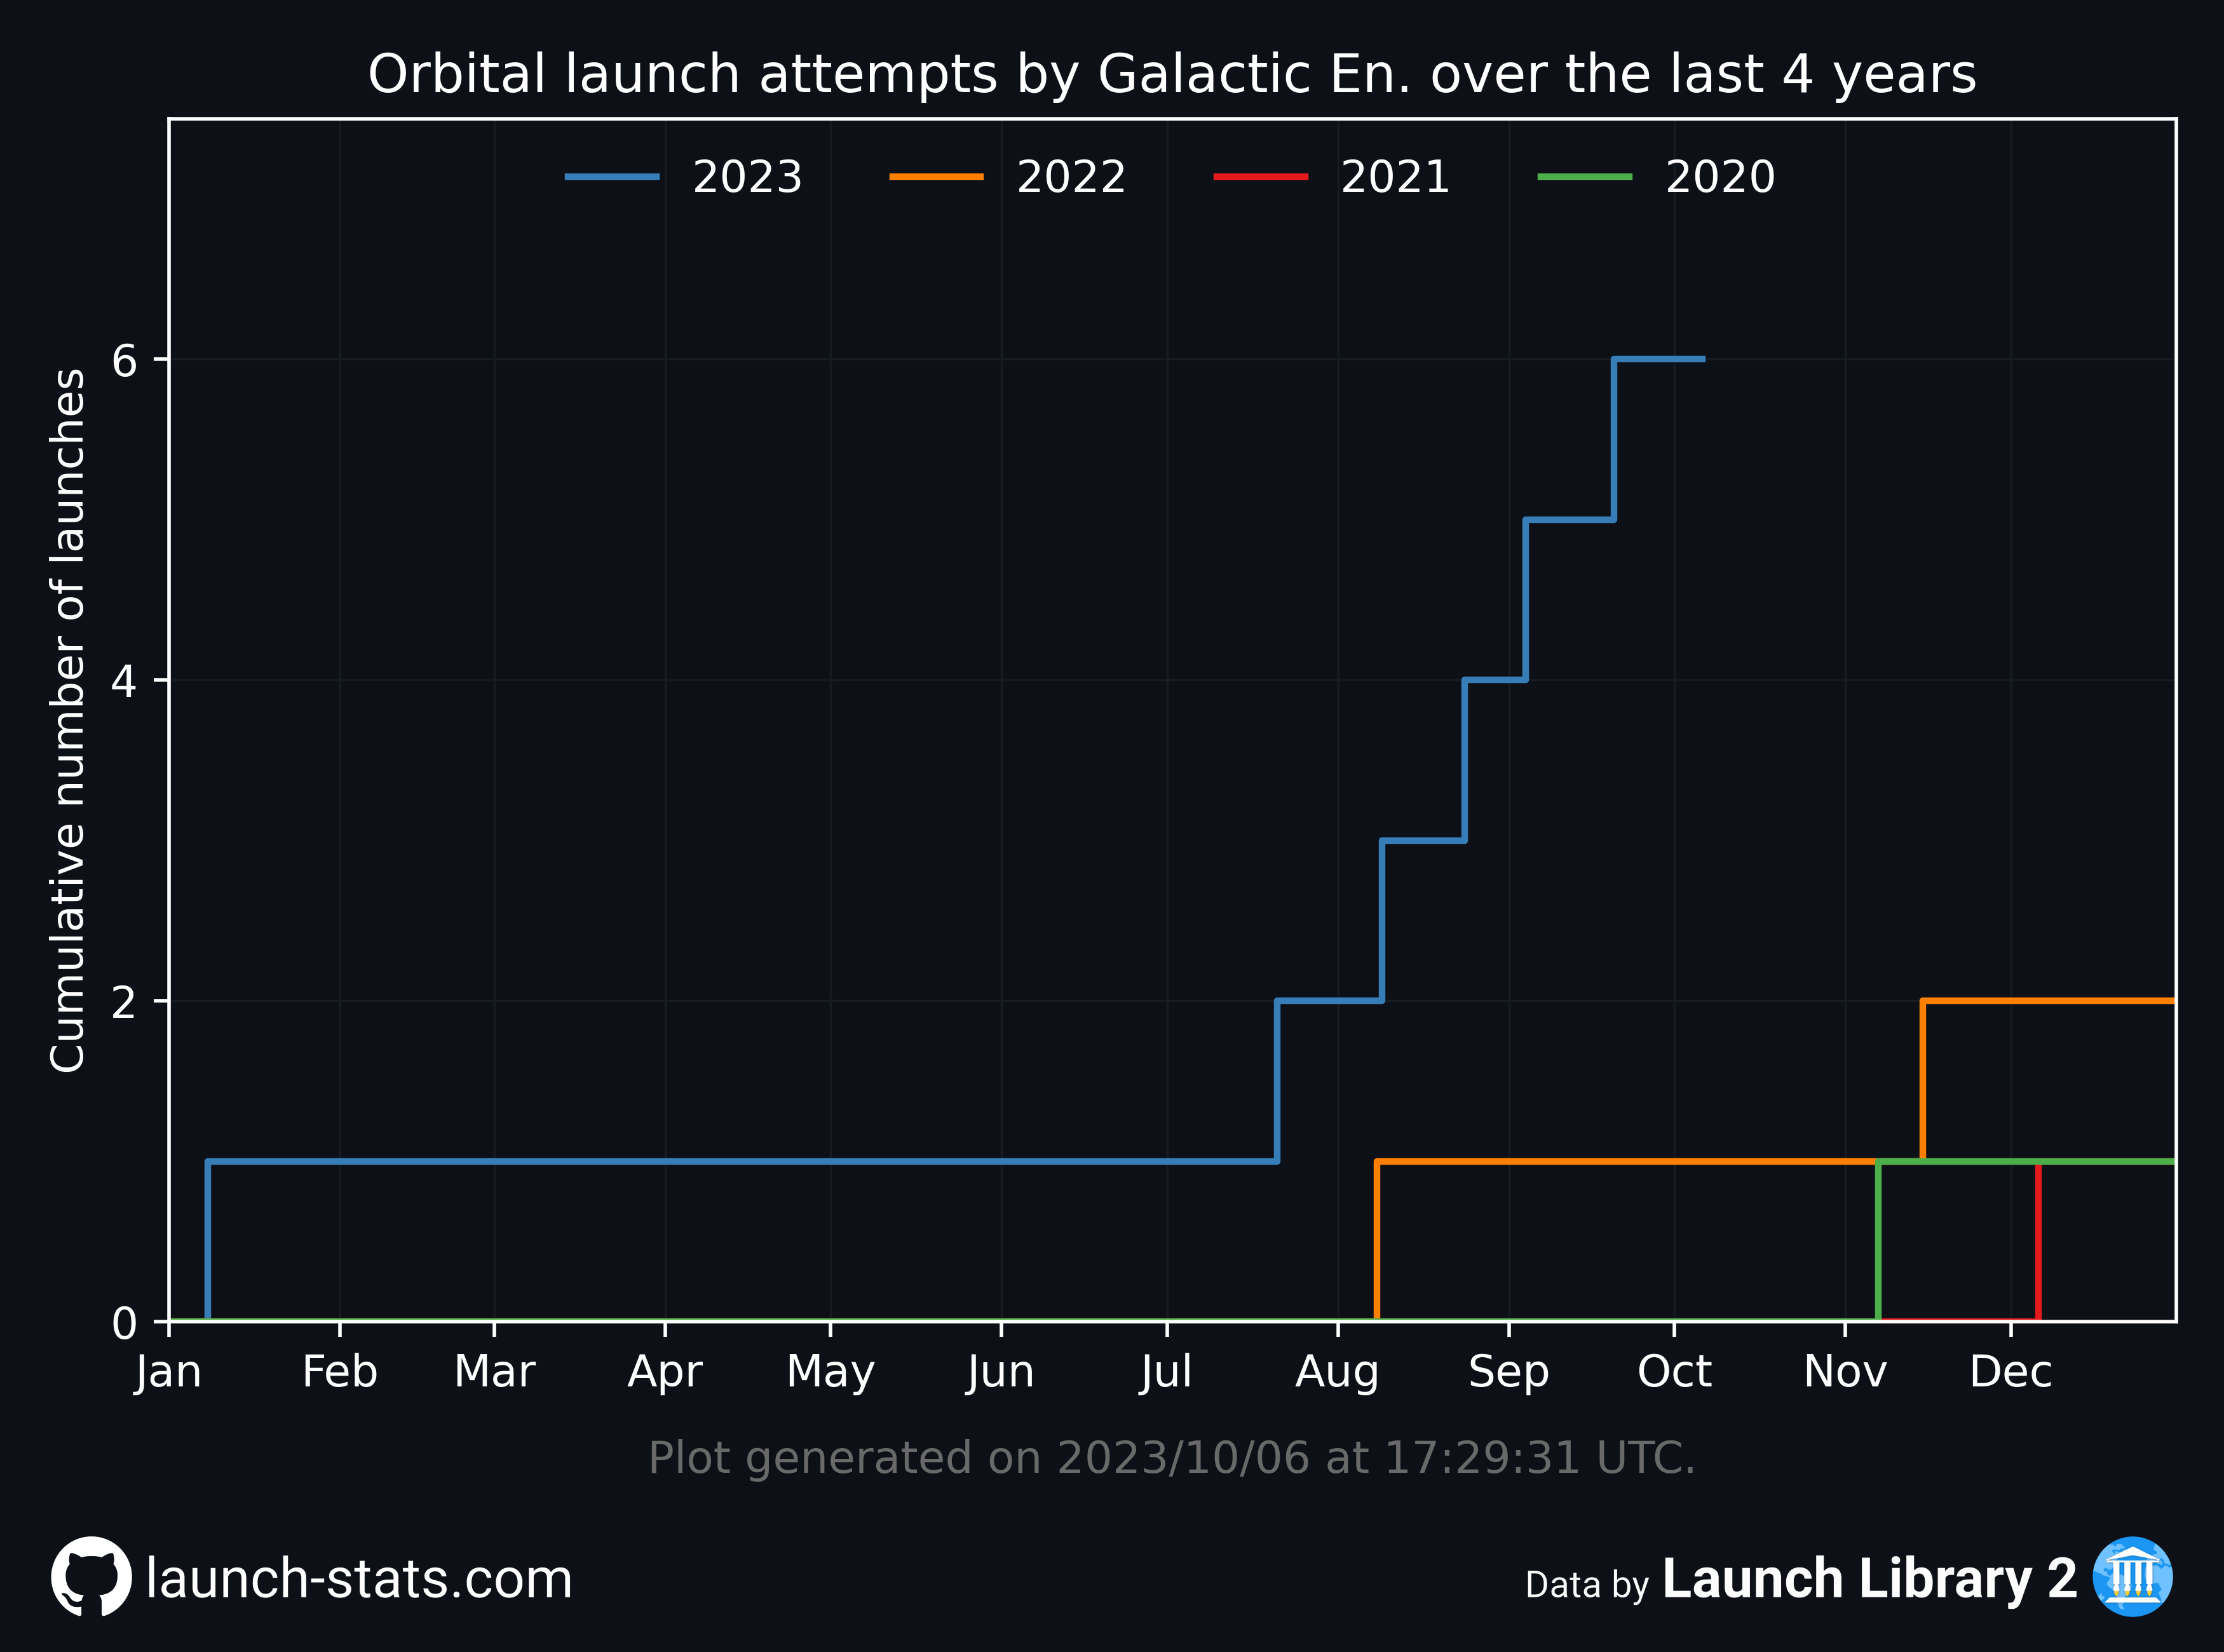 Orbital launch attempts by Galactic En. over the last 4 years
2023 2022 2021 2020
Cumulative number of launches
6
4
2
0
Jan Feb Mar Apr May Jun Jul Aug Sep Oct Nov Dec
Plot generated on 2023/10/06 at 17:29:31 UTC.
launch-stats.com
Data by Launch Library 2